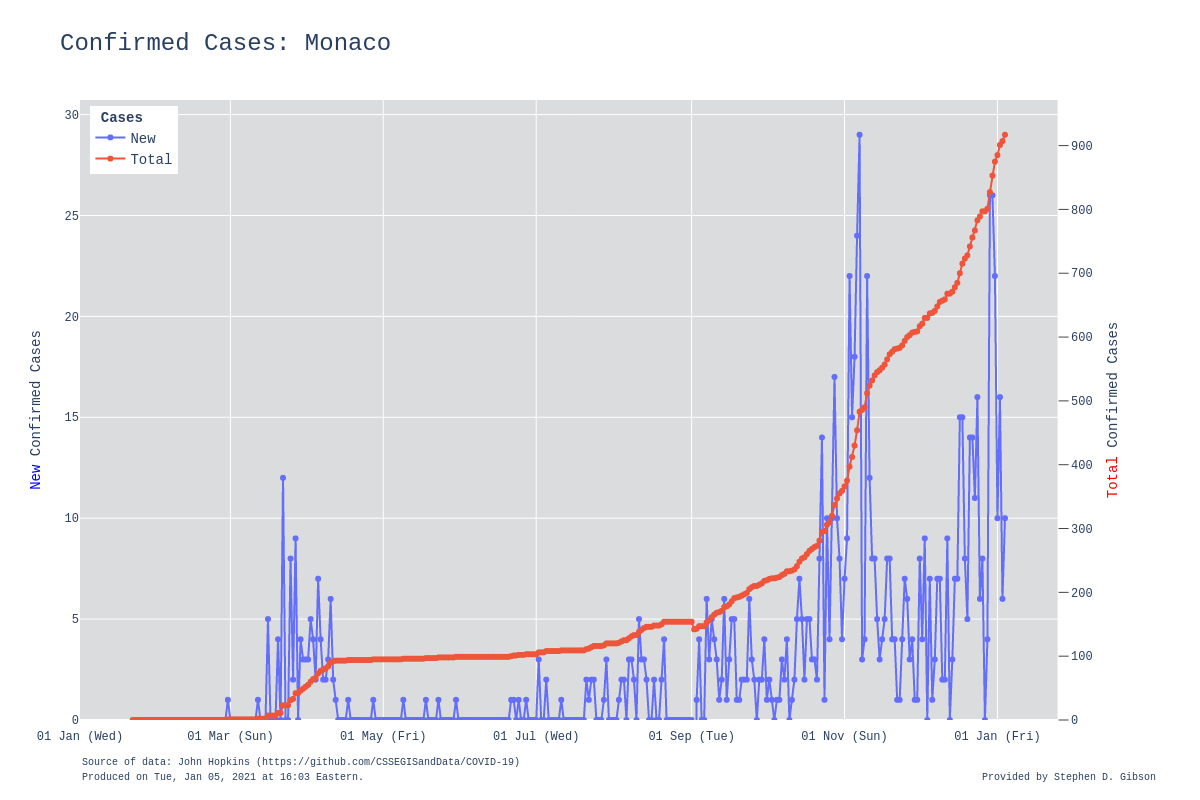 Confirmed Cases: Monaco
Cases
New
Total
30
25
20
15
10
5
0
900
800
700
600
500
400
300
200
100
0
New Confirmed Cases
Total Confirmed Cases
01 Jan (Wed) 01 Mar (Sun) 01 May (Fri) 01 Jul (Wed) 01 Sep (Tue) 01 Nov (Sun) 01 Jan (Fri)
Source of data: John Hopkins (https://github.com/CSSEGISandData/COVID-19)
Produced on Tue, Jan 05, 2021 at 16:03 Eastern.
Provided by Stephen D. Gibson